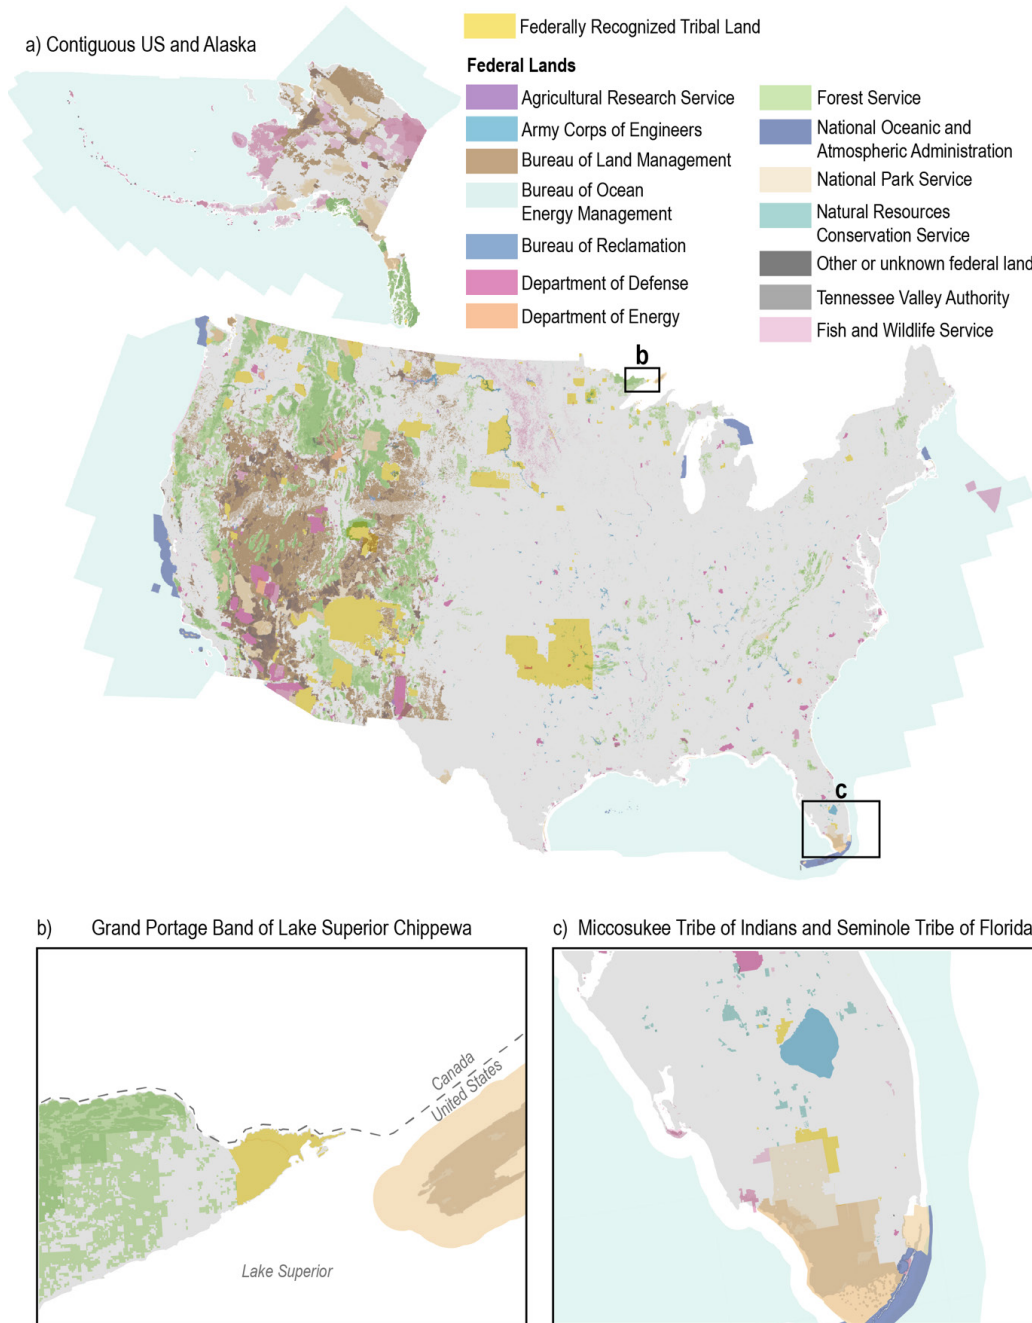 a) Contiguous US and Alaska
Federally Recognized Tribal Land
Federal Lands
Agricultural Research Service
Army Corps of Engineers
Bureau of Land Management
Bureau of Ocean
Energy Management
Bureau of Reclamation
Department of Defense
Department of Energy
Forest Service
National Oceanic and
Atmospheric Administration
National Park Service
Natural Resources
Conservation Service
Other or unknown federal land
Tennessee Valley Authority
Fish and Wildlife Service
b
c
b) Grand Portage Band of Lake Superior Chippewa
Canada
United States
Lake Superior
c) Miccosukee Tribe of Indians and Seminole Tribe of Florida